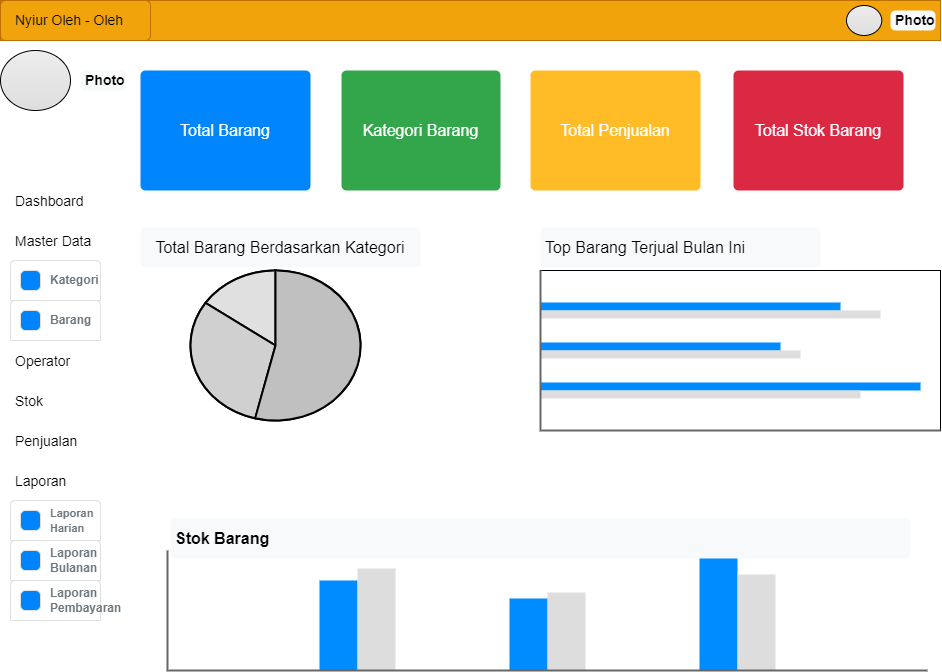 Nyiur Oleh - Oleh
Photo
Photo
Total Barang
Kategori Barang
Total Penjualan
Total Stok Barang
Dashboard
Master Data
Kategori
Barang
Operator
Stok
Penjualan
Laporan
Laporan
Harian
Laporan
Bulanan
Laporan
Pembayaran
Total Barang Berdasarkan Kategori
Top Barang Terjual Bulan Ini
Stok Barang